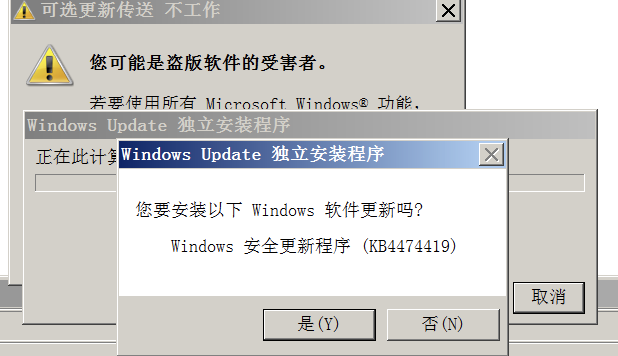 可选更新传送 不工作
您可能是盗版软件的受害者。
若要使用所有 Microsoft Windows® 功能，
Windows Update 独立安装程序
正在此计算
Windows Update 独立安装程序
您要安装以下 Windows 软件更新吗?
Windows 安全更新程序 (KB4474419)
取消
是(Y)
否(N)